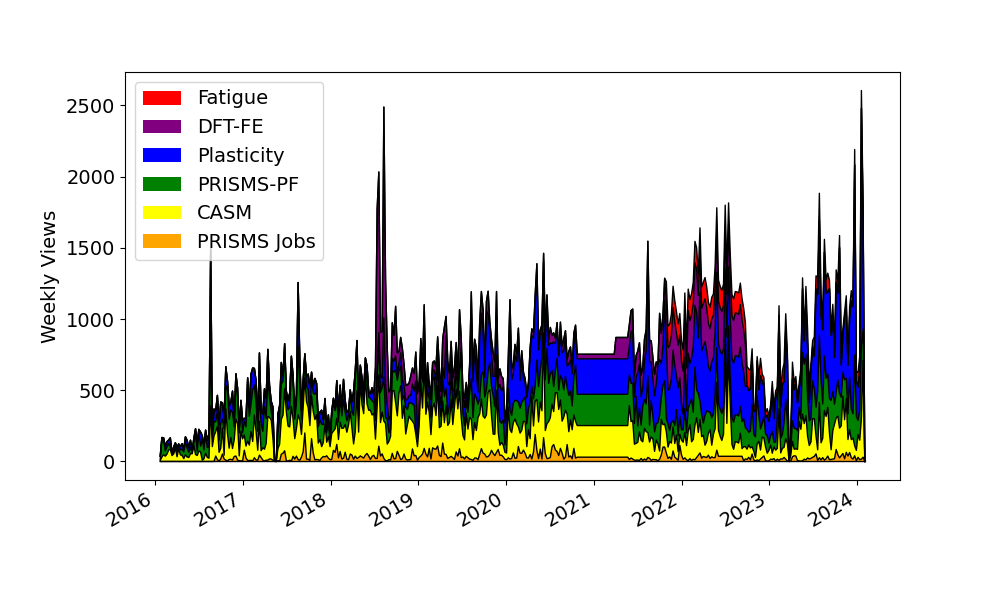 Fatigue
DFT-FE
Plasticity
PRISMS-PF
CASM
PRISMS Jobs
Weekly Views
2500
2000
1500
1000
500
0
2016 2017 2018 2019 2020 2021 2022 2023 2024